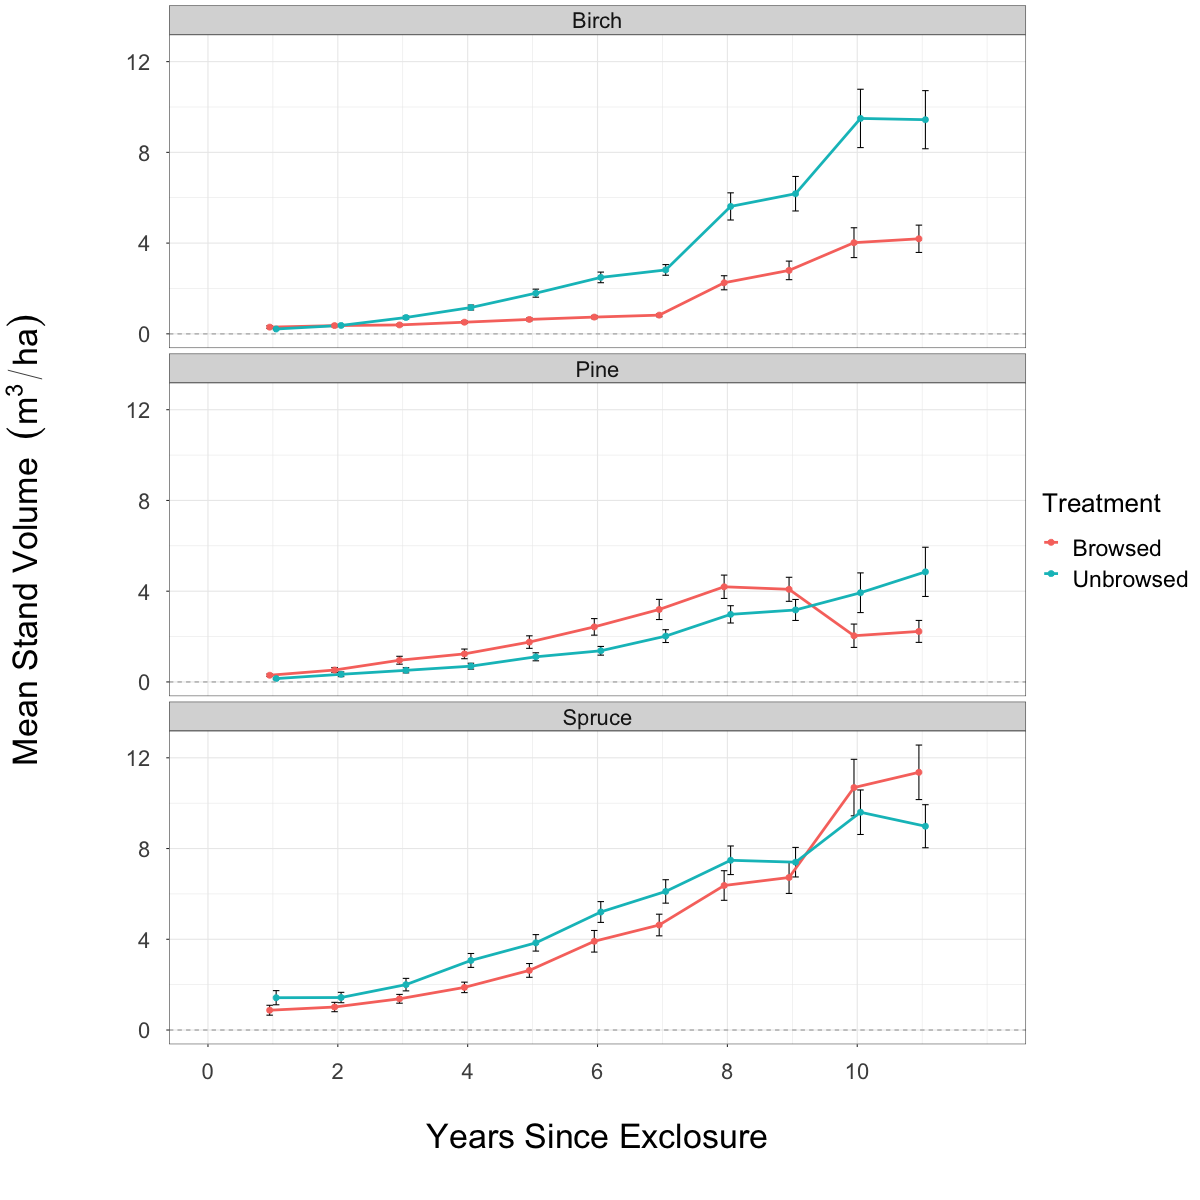 Birch
12
8
4
0
Pine
12
8
4
0
Spruce
12
8
4
0
0 2 4 6 8 10
Years Since Exclosure
Mean Stand Volume (m³/ha)
Treatment
Browsed
Unbrowsed